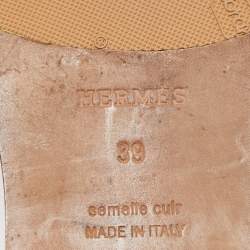 HERMES
39
semelle cuir
MADE IN ITALY